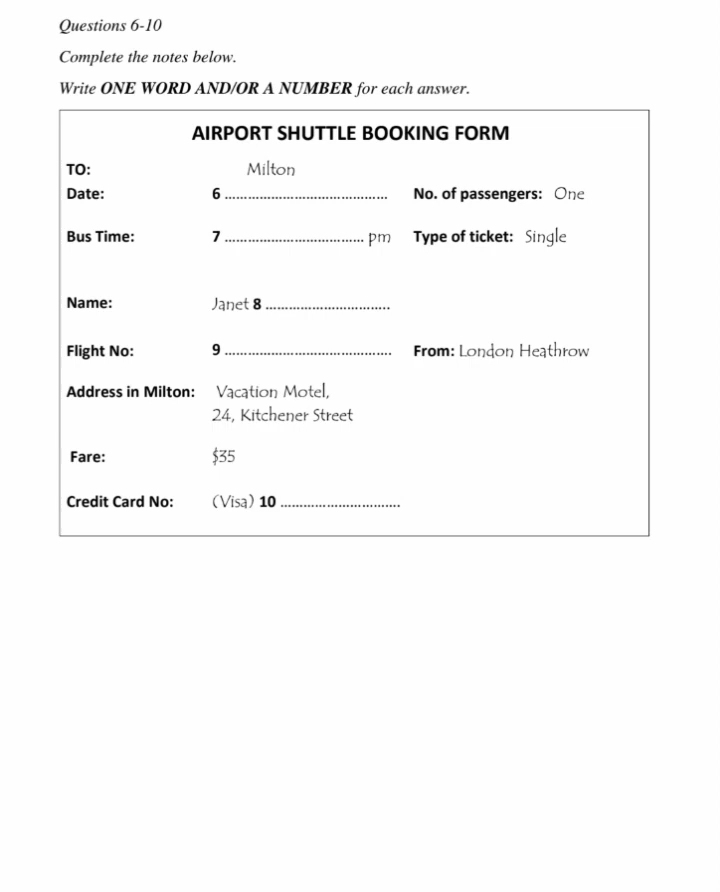 Questions 6-10
Complete the notes below.
Write ONE WORD AND/OR A NUMBER for each answer.
AIRPORT SHUTTLE BOOKING FORM
TO: Milton
Date: 6 ........................................ No. of passengers: One
Bus Time: 7 .................................. pm Type of ticket: Single
Name: Janet 8 ..............................
Flight No: 9 ......................................... From: London Heathrow
Address in Milton: Vacation Motel,
24, Kitchener Street
Fare: $35
Credit Card No: (Visa) 10 .............................